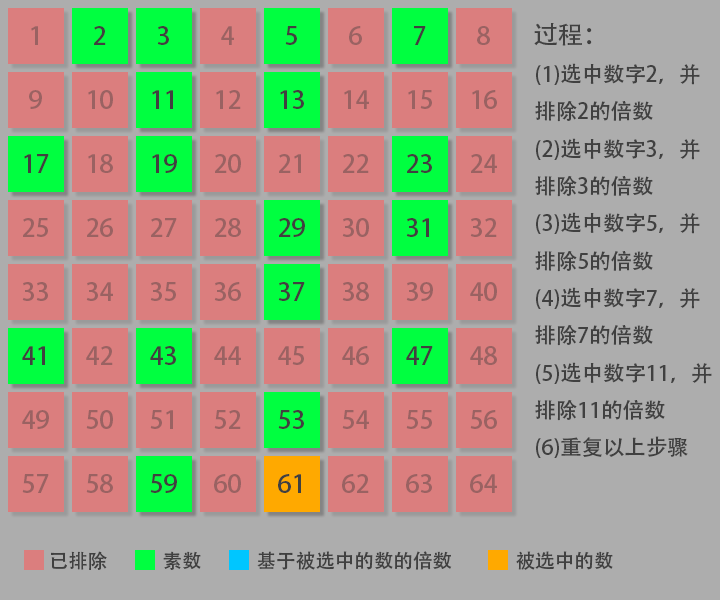 1 2 3 4 5 6 7 8
9 10 11 12 13 14 15 16
17 18 19 20 21 22 23 24
25 26 27 28 29 30 31 32
33 34 35 36 37 38 39 40
41 42 43 44 45 46 47 48
49 50 51 52 53 54 55 56
57 58 59 60 61 62 63 64
过程：
(1)选中数字2，并
排除2的倍数
(2)选中数字3，并
排除3的倍数
(3)选中数字5，并
排除5的倍数
(4)选中数字7，并
排除7的倍数
(5)选中数字11，并
排除11的倍数
(6)重复以上步骤
已排除 素数 基于被选中的数的倍数 被选中的数